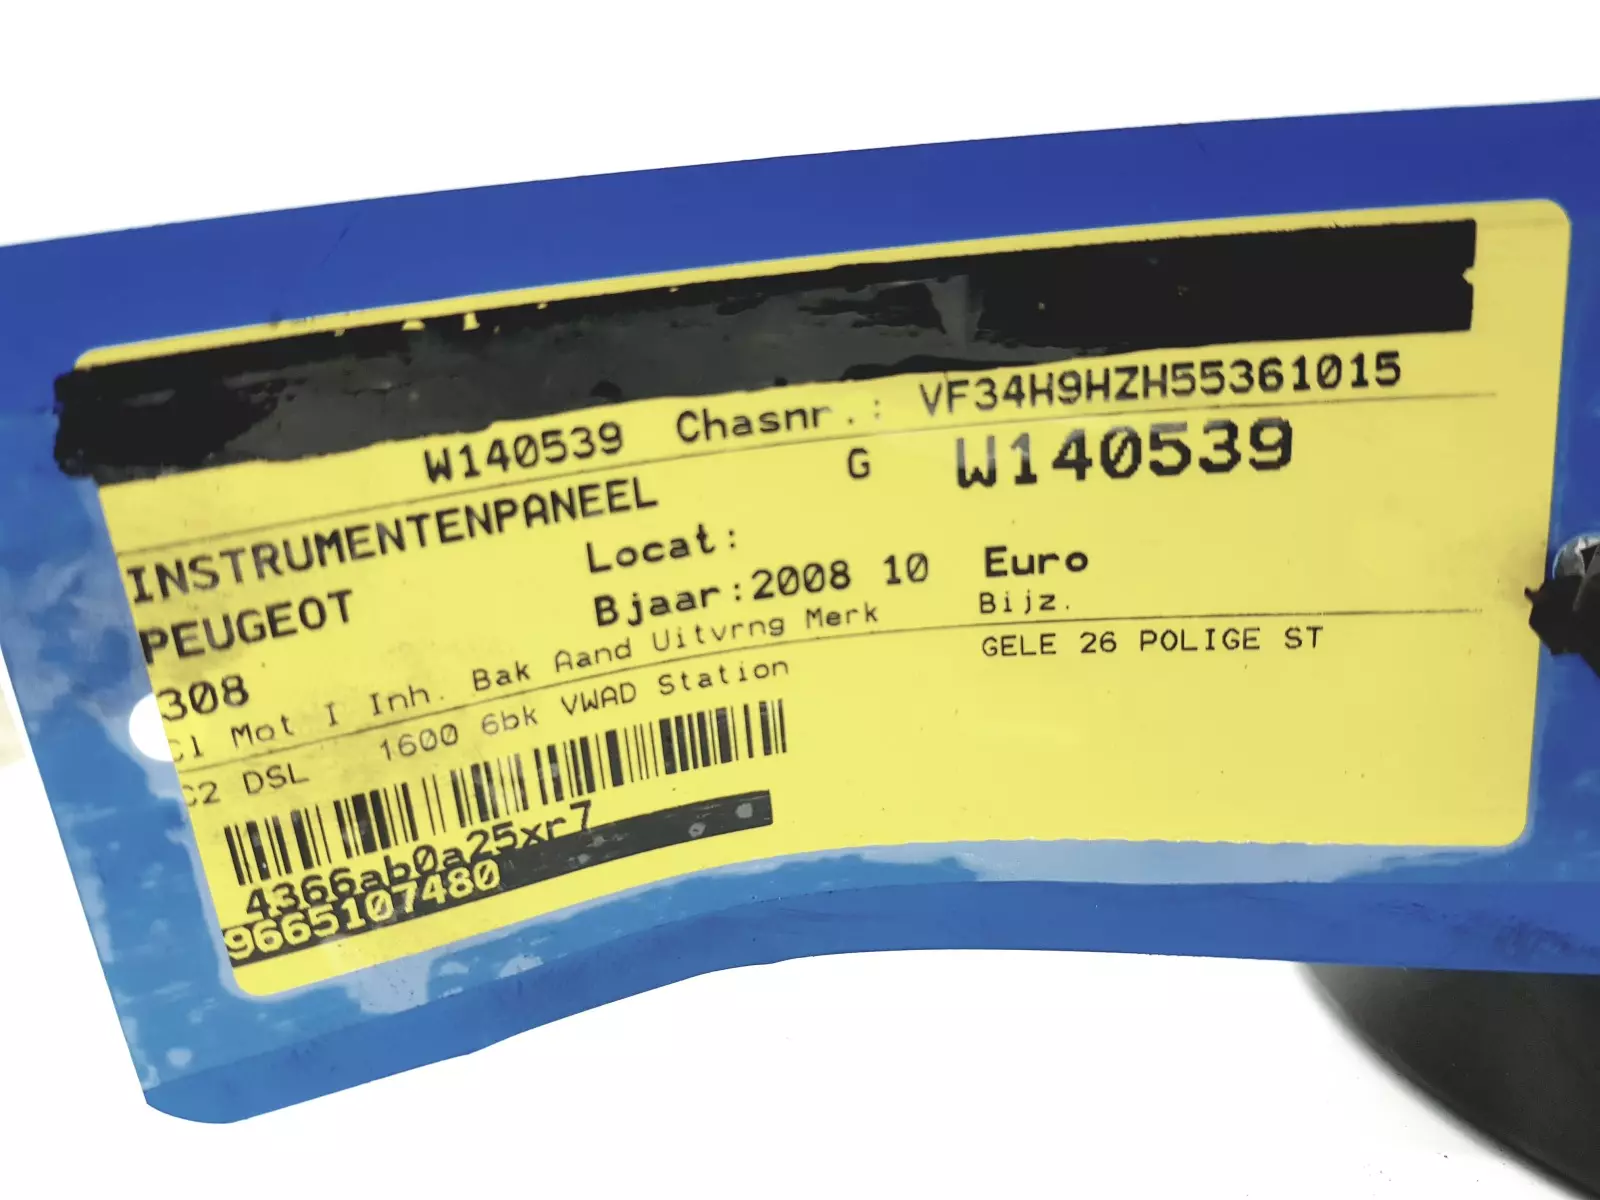 W140539 Chasnr.: VF34H9HZH55361015
INSTRUMENTENPANEEL G W140539
PEUGEOT Locat:
308 Bjaar:2008 10 Euro
C1 Mot I Inh. Bak Aand Uitvrng Merk Bijz.
C2 DSL 1600 6bk VWAD Station GELE 26 POLIGE ST
4366ab0a25xr7
9665107480